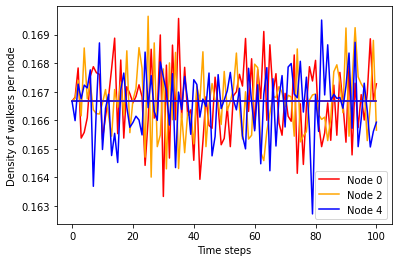 0.169
0.168
0.167
0.166
0.165
0.164
0.163
Density of walkers per node
0 20 40 60 80 100
Time steps
Node 0
Node 2
Node 4